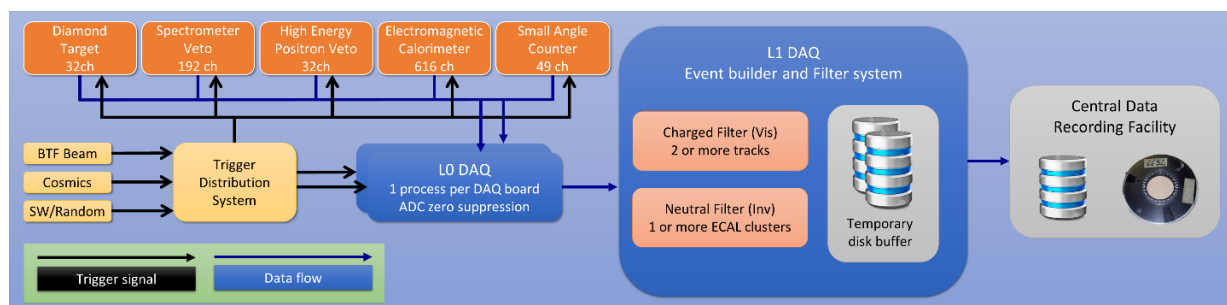 Diamond
Target
32ch
Spectrometer
Veto
192 ch
High Energy
Positron Veto
32ch
Electromagnetic
Calorimeter
616 ch
Small Angle
Counter
49 ch
L1 DAQ
Event builder and Filter system
Charged Filter (Vis)
2 or more tracks
Neutral Filter (Inv)
1 or more ECAL clusters
Temporary
disk buffer
Central Data
Recording Facility
BTF Beam
Cosmics
SW/Random
Trigger
Distribution
System
L0 DAQ
1 process per DAQ board
ADC zero suppression
Trigger signal
Data flow